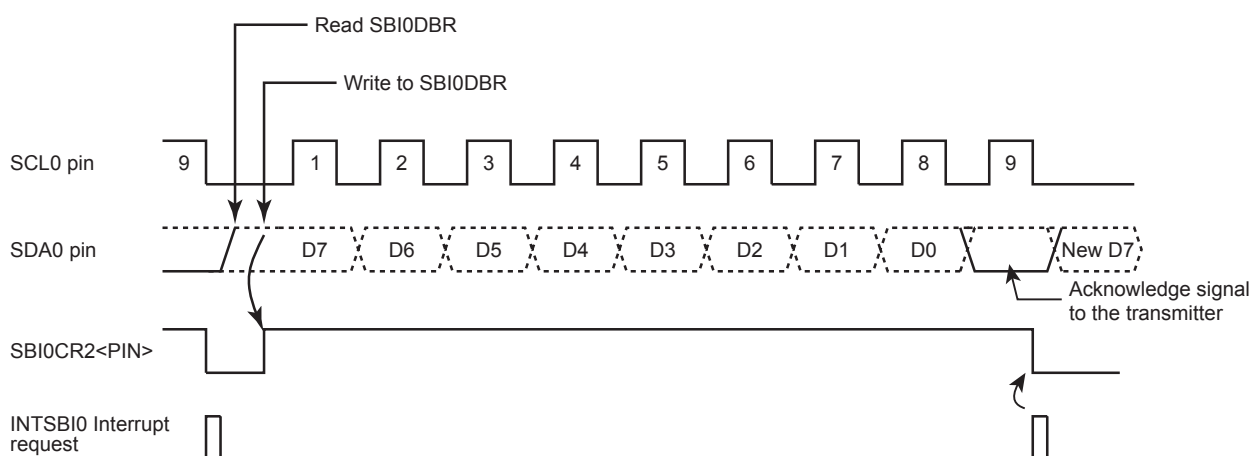 Read SBI0DBR
Write to SBI0DBR
SCL0 pin 9 1 2 3 4 5 6 7 8 9
SDA0 pin D7 D6 D5 D4 D3 D2 D1 D0 New D7
Acknowledge signal
to the transmitter
SBI0CR2<PIN>
INTSBI0 Interrupt
request